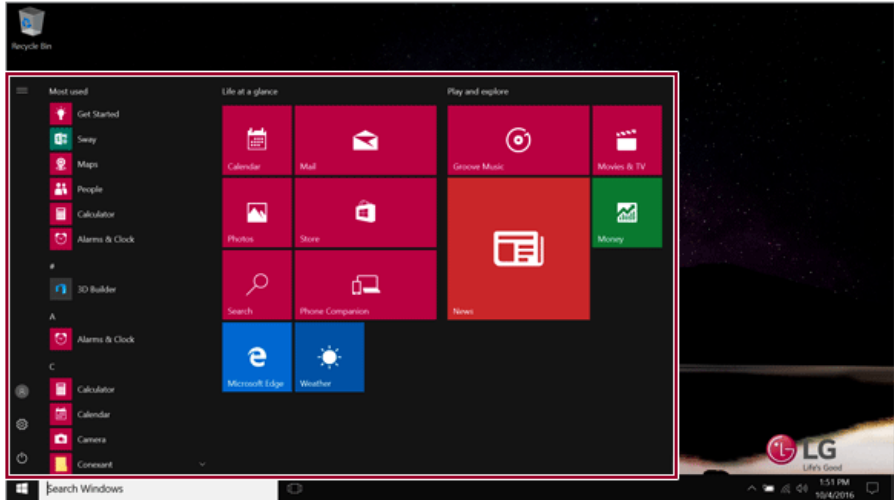 Recycle Bin
Most used
Get Started
Sway
Maps
People
Calculator
Alarms & Clock
#
3D Builder
A
Alarms & Clock
C
Calculator
Calendar
Camera
Conexant
Life at a glance
Calendar
Mail
Photos
Store
Search
Phone Companion
Microsoft Edge
Weather
Play and explore
Groove Music
Movies & TV
News
Money
LG
Life's Good
Search Windows
1:51 PM
10/4/2016